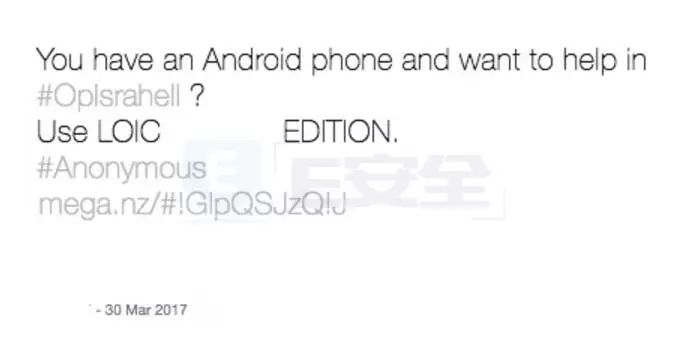 You have an Android phone and want to help in
#OpIsrahell ?
Use LOIC EDITION.
#Anonymous
mega.nz/#!GlpQSJzQ!J
E安全
- 30 Mar 2017